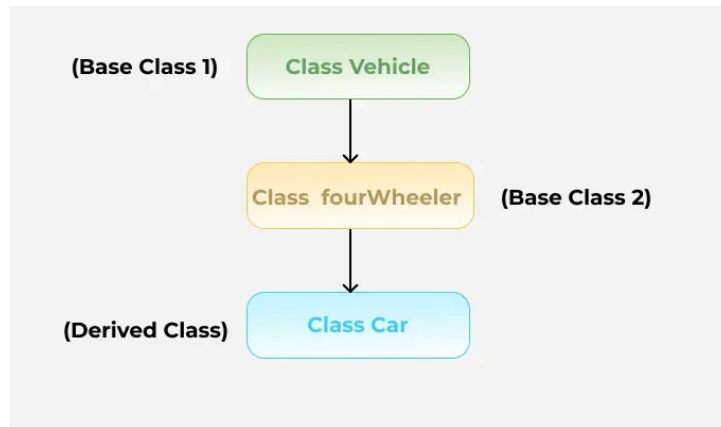 (Base Class 1)
Class Vehicle
Class fourWheeler
(Base Class 2)
(Derived Class)
Class Car